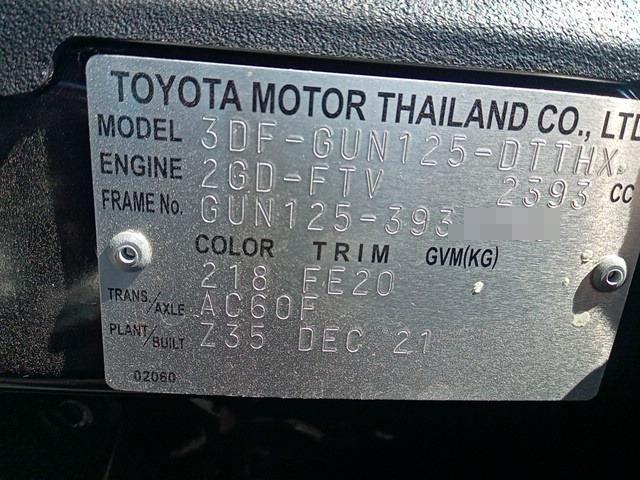 TOYOTA MOTOR THAILAND CO., LTD
MODEL 3DF-GUN125-DTTHX
ENGINE 2GD-FTV 2393 CC
FRAME No. GUN125-393
COLOR TRIM GVM(KG)
218 FE20
TRANS/AXLE AC60F
PLANT/BUILT Z35 DEC 21
02060